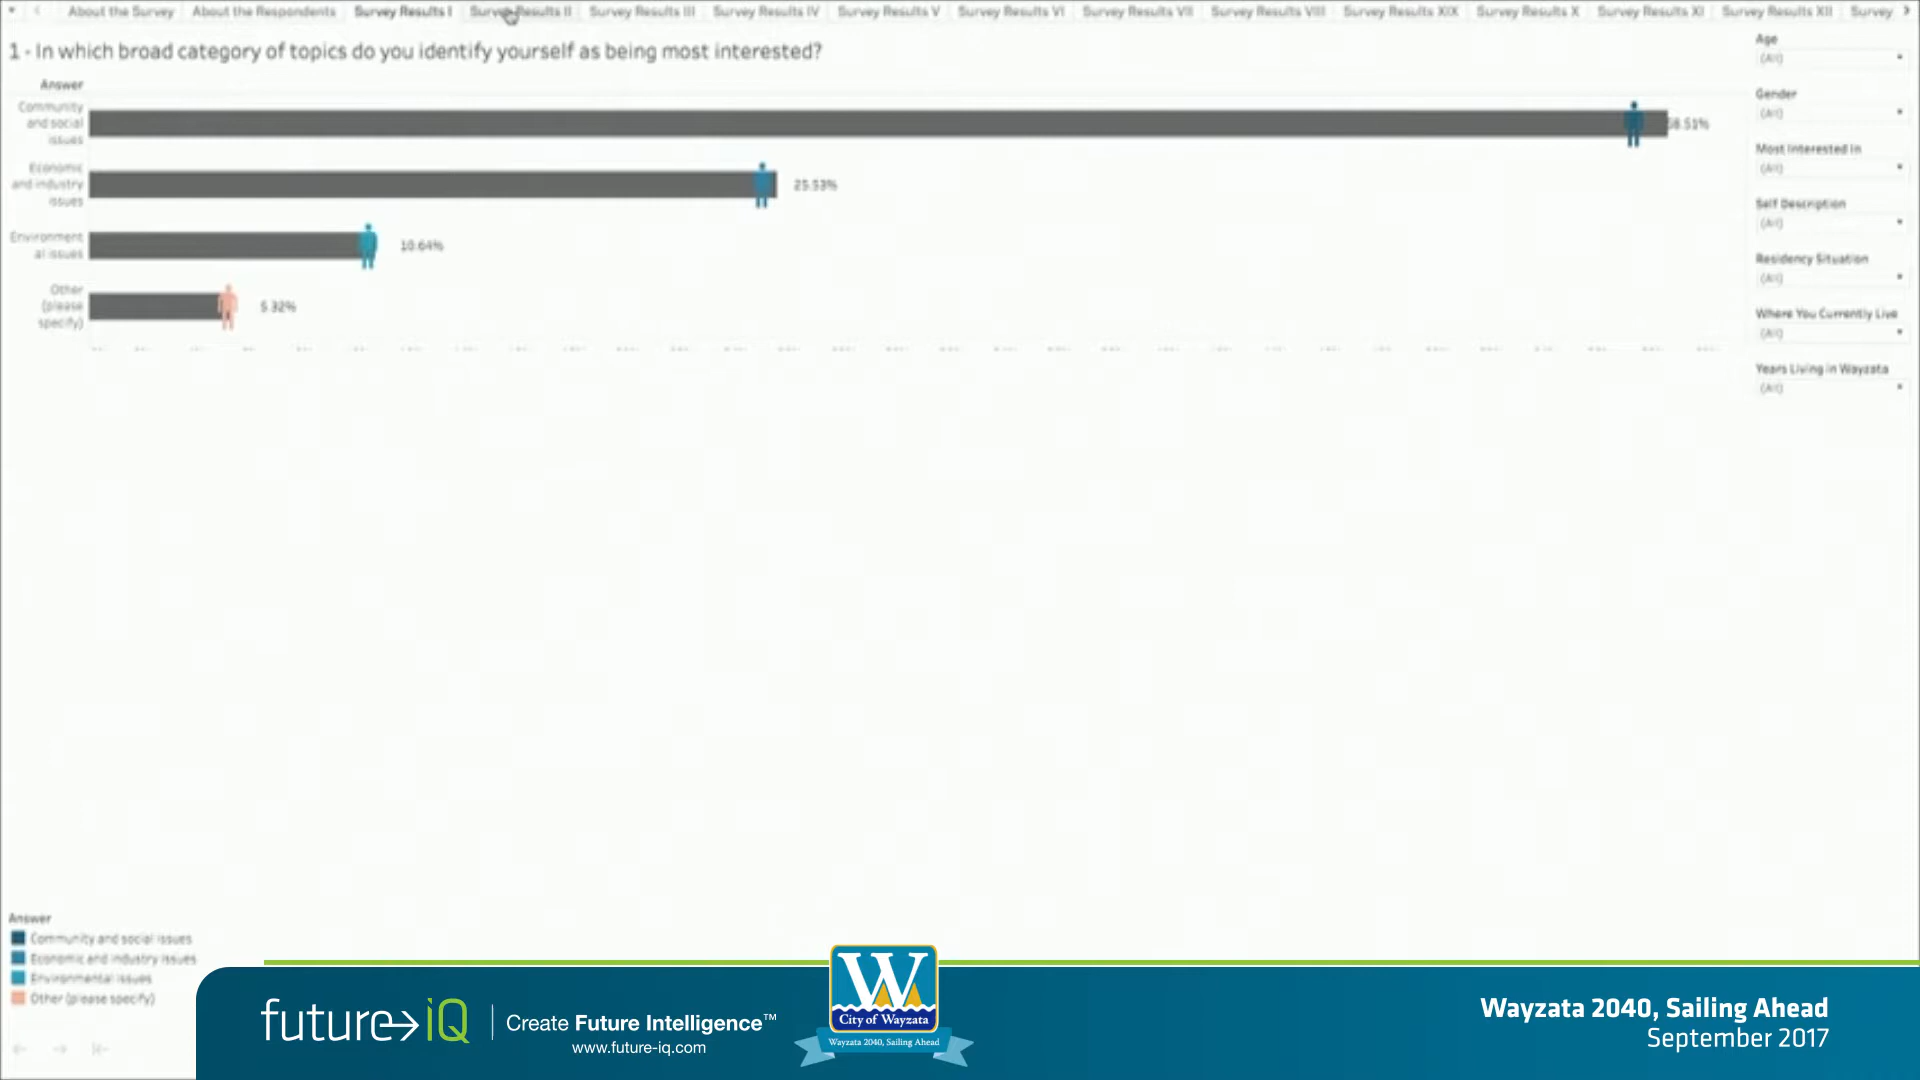 About the Survey
About the Respondents
Survey Results I
Survey Results II
Survey Results III
Survey Results IV
Survey Results V
Survey Results VI
Survey Results VII
Survey Results VIII
Survey Results XIX
Survey Results X
Survey Results XI
Survey Results XII
Survey
1 - In which broad category of topics do you identify yourself as being most interested?
Answer
Community
and social
issues
58.51%
Economic
and industry
issues
25.53%
Environment
al issues
10.64%
Other
(please
specify)
5.32%
Age
(All)
Gender
(All)
Most Interested In
(All)
Self Description
(All)
Residency Situation
(All)
Where You Currently Live
(All)
Years Living in Wayzata
(All)
Answer
Community and social issues
Economic and industry issues
Environmental issues
Other (please specify)
future iQ
Create Future Intelligence™
www.future-iq.com
W
City of Wayzata
Wayzata 2040, Sailing Ahead
Wayzata 2040, Sailing Ahead
September 2017